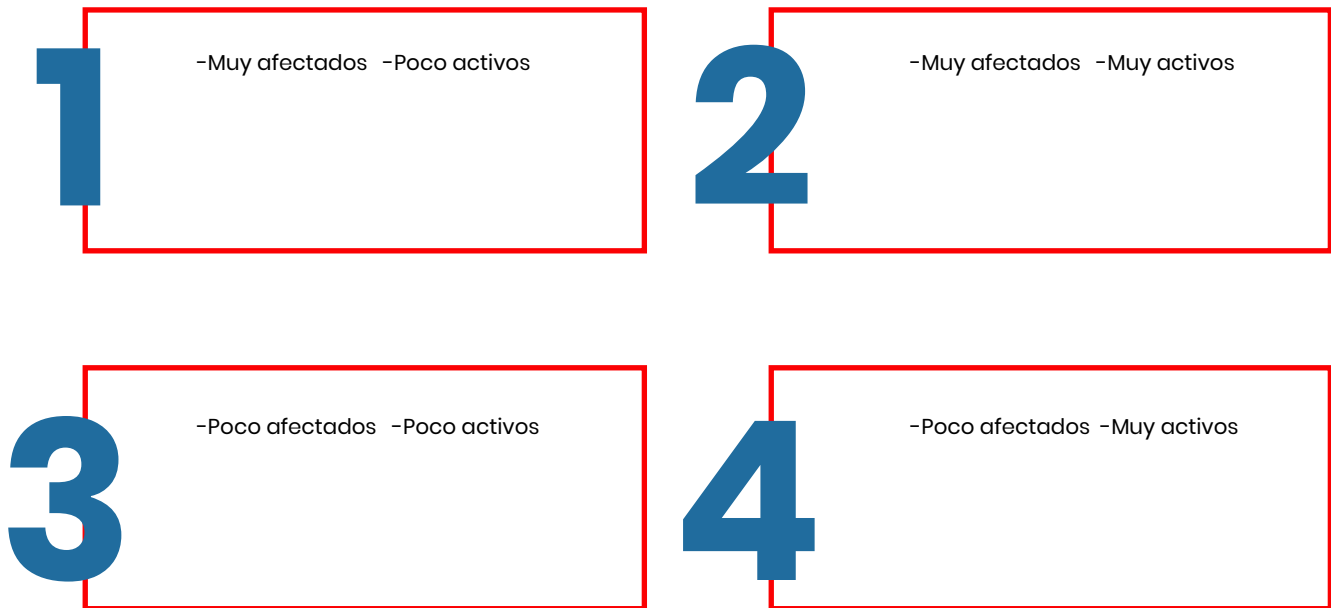 1
-Muy afectados -Poco activos
2
-Muy afectados -Muy activos
3
-Poco afectados -Poco activos
4
-Poco afectados -Muy activos